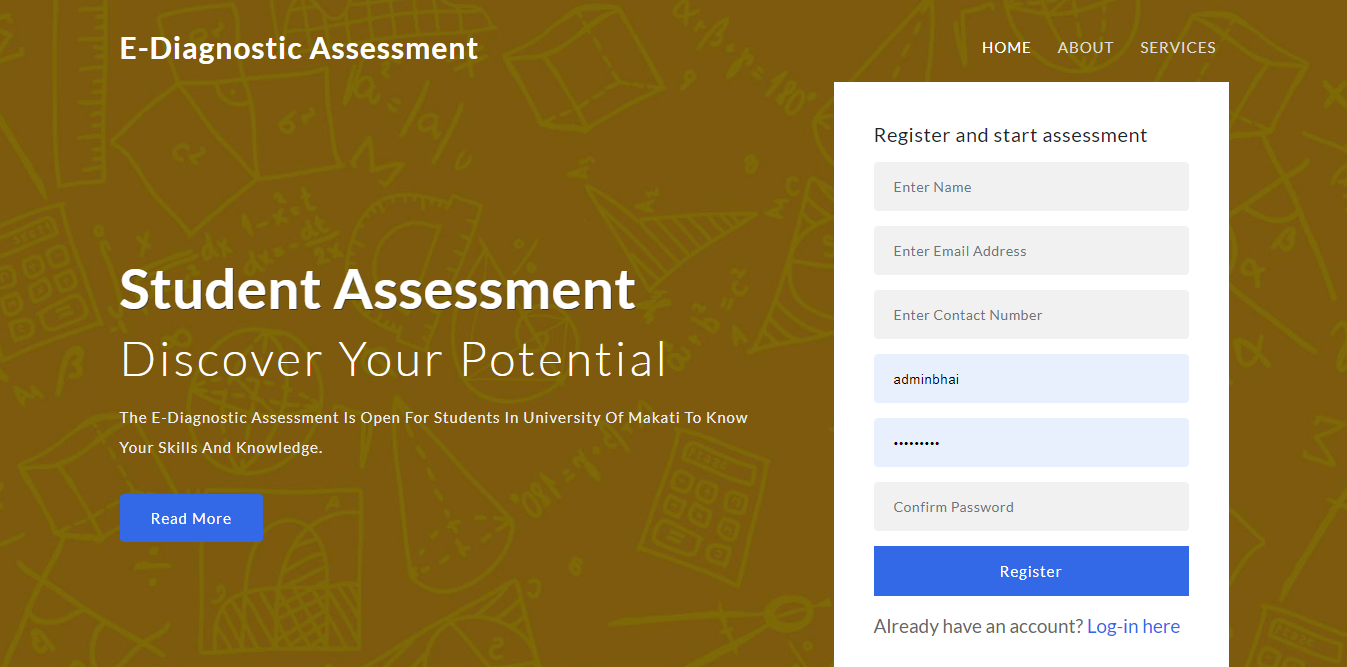 E-Diagnostic Assessment
HOME ABOUT SERVICES
Register and start assessment
Enter Name
Enter Email Address
Enter Contact Number
adminbhai
•••••••••
Confirm Password
Register
Already have an account? Log-in here
Student Assessment
Discover Your Potential
The E-Diagnostic Assessment Is Open For Students In University Of Makati To Know
Your Skills And Knowledge.
Read More